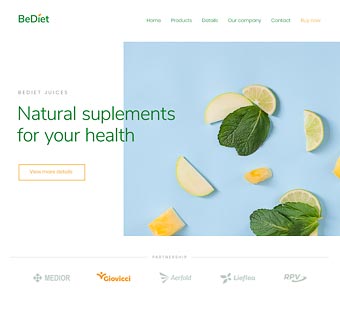 BeDiet
Home Products Details Our company Contact Buy now
BEDIET JUICES
Natural suplements
for your health
View more details
PARTNERSHIP
MEDIOR Giovicci Aerfold Liefloa RPV